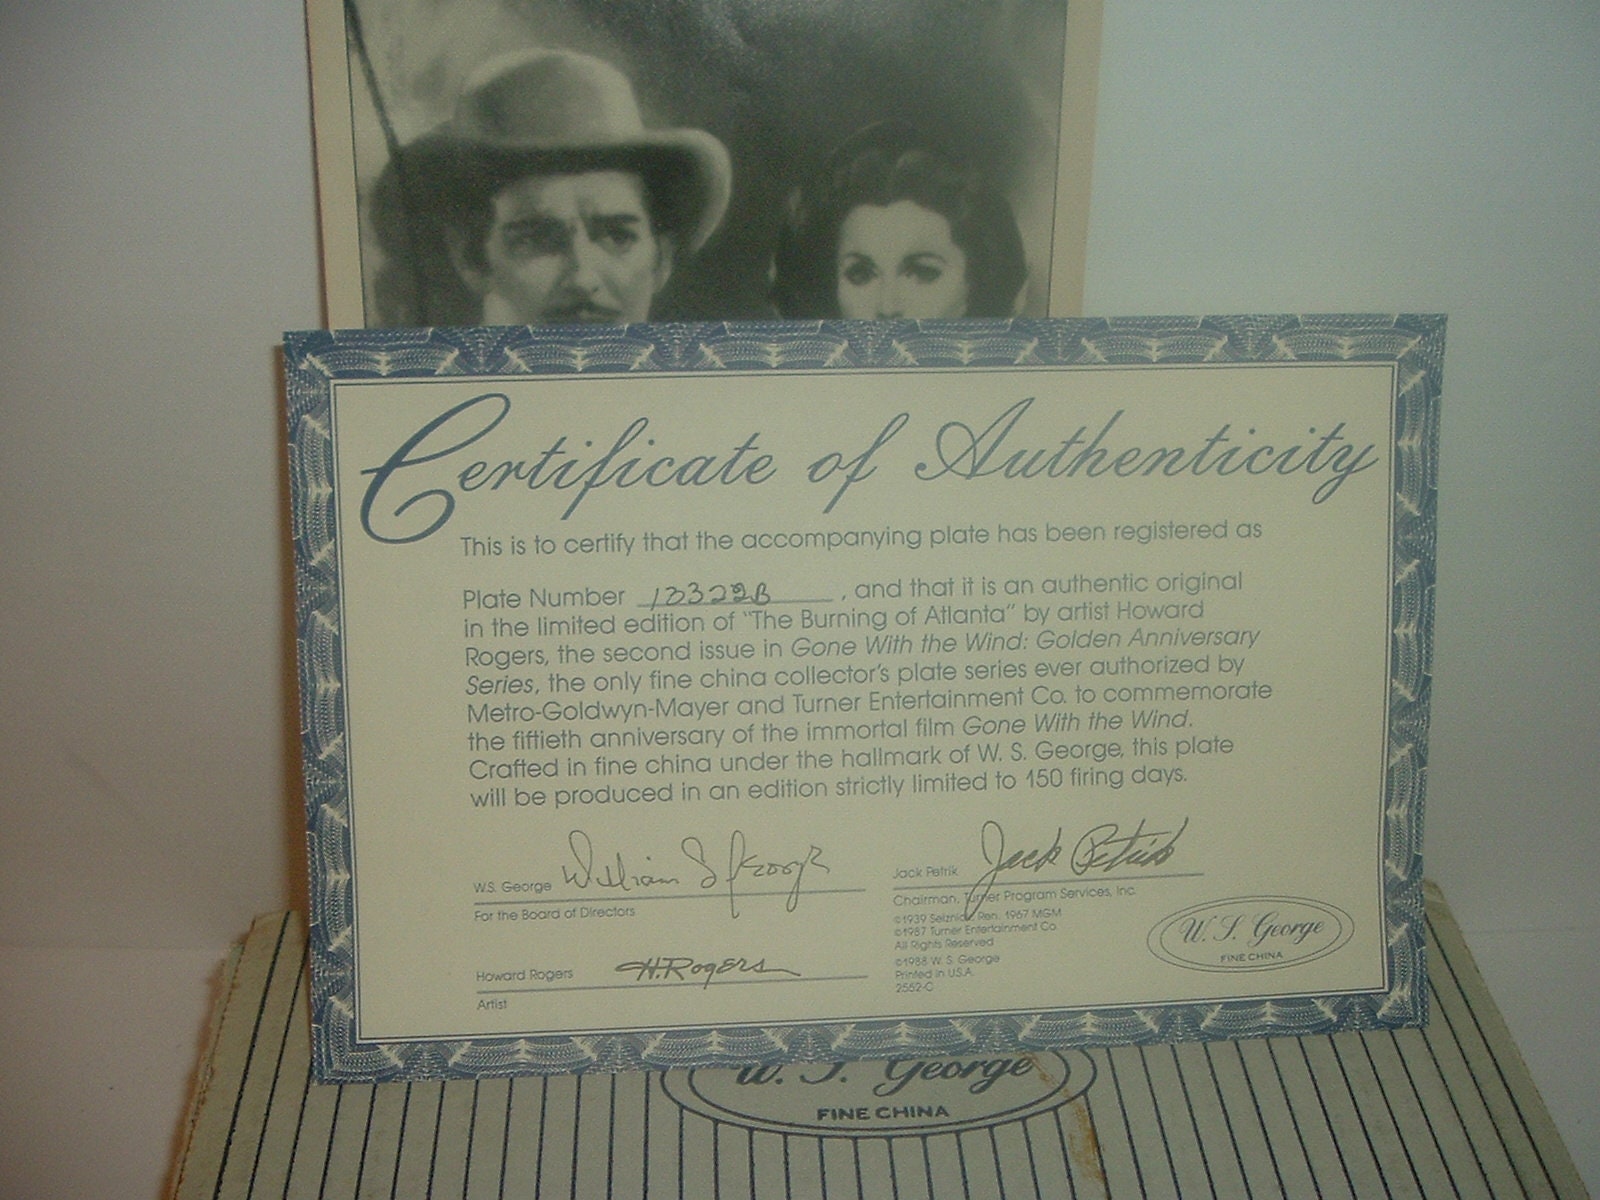 Certificate of Authenticity
This is to certify that the accompanying plate has been registered as
Plate Number 13322B , and that it is an authentic original
in the limited edition of "The Burning of Atlanta" by artist Howard
Rogers, the second issue in Gone With the Wind: Golden Anniversary
Series, the only fine china collector's plate series ever authorized by
Metro-Goldwyn-Mayer and Turner Entertainment Co. to commemorate
the fiftieth anniversary of the immortal film Gone With the Wind.
Crafted in fine china under the hallmark of W. S. George, this plate
will be produced in an edition strictly limited to 150 firing days.
W.S. George William S George
For the Board of Directors
Howard Rogers H. Rogers
Artist
Jack Petrik Jack Petrik
Chairman, Turner Program Services, Inc.
©1939 Selznick Ren. 1967 MGM
©1987 Turner Entertainment Co.
All Rights Reserved
©1988 W. S. George
Printed in U.S.A.
2552-C
W. S. George
FINE CHINA
W. S. George
FINE CHINA